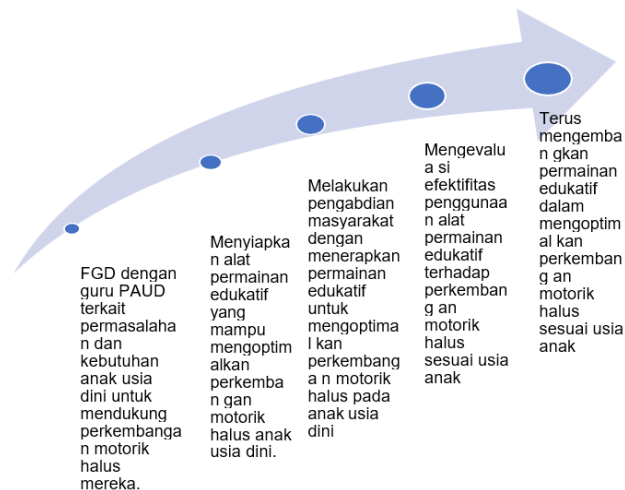 FGD dengan
guru PAUD
terkait
permasalaha
n dan
kebutuhan
anak usia
dini untuk
mendukung
perkembanga
n motorik
halus
mereka.
Menyiapka
n alat
permainan
edukatif
yang
mampu
mengoptim
alkan
perkemba
n gan
motorik
halus anak
usia dini.
Melakukan
pengabdian
masyarakat
dengan
menerapkan
permainan
edukatif
untuk
mengoptima
l kan
perkembang
a n motorik
halus pada
anak usia
dini
Mengevalu
a si
efektifitas
penggunaa
n alat
permainan
edukatif
terhadap
perkemban
g an
motorik
halus
sesuai usia
anak
Terus
mengemba
n gkan
permainan
edukatif
dalam
mengoptim
al kan
perkemban
g an
motorik
halus
sesuai usia
anak